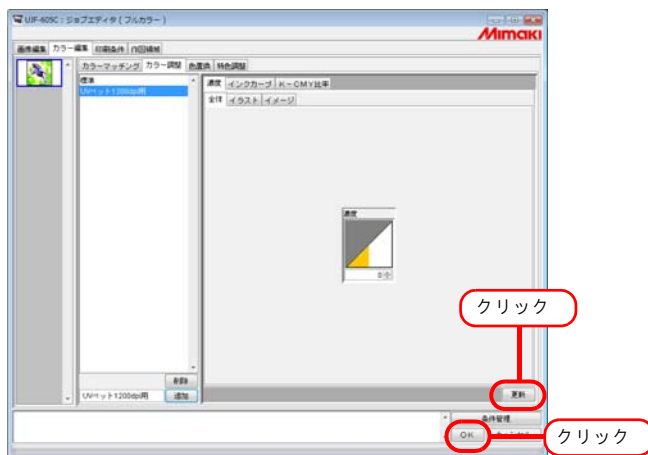 UJF-605C : ジョブエディタ ( フルカラー )
Mimaki
画像編集 カラー編集 印刷条件 作図領域
カラーマッチング カラー調整 色置換 特色調整
標準
UVベット1200dpi用
濃度 インクカーブ K-CMY比率
全体 イラスト イメージ
濃度
0
クリック
削除
UVベット1200dpi用 追加
更新
条件管理
OK
クリック